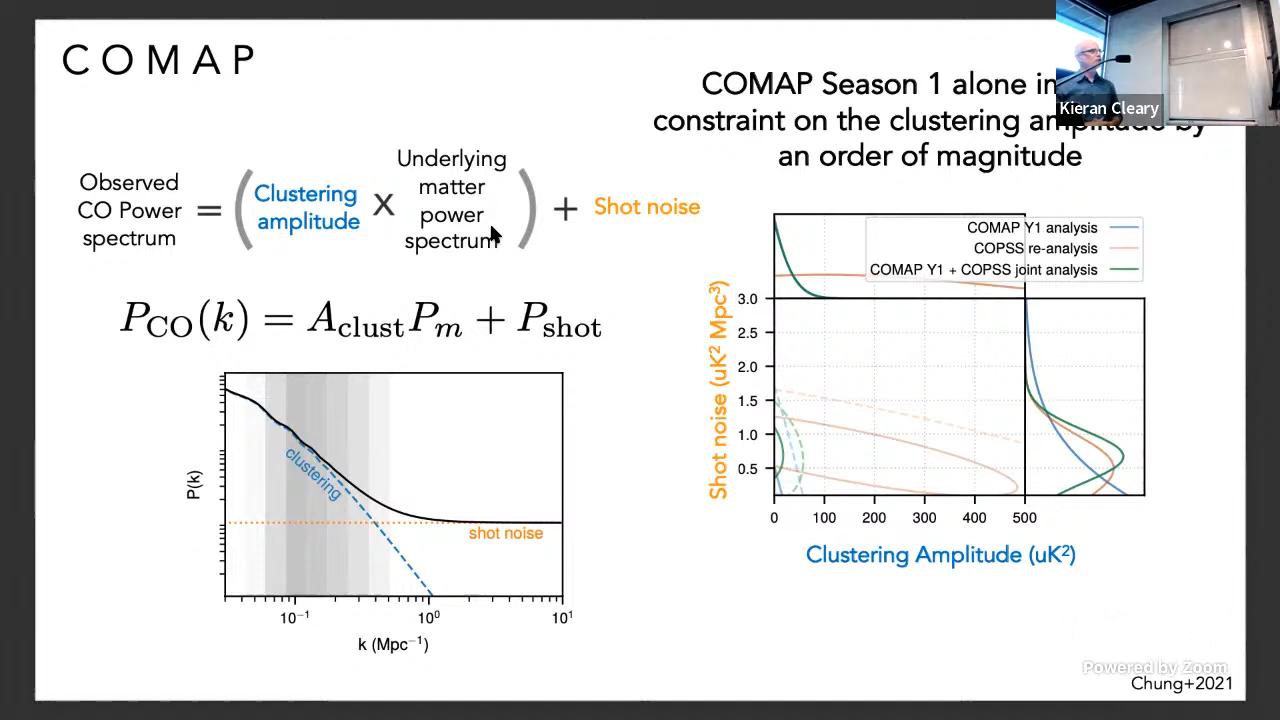 COMAP
COMAP Season 1 alone
constraint on the clustering amplitude by
an order of magnitude
Kieran Cleary
Observed
CO Power
spectrum
=
(
Clustering
amplitude
X
Underlying
matter
power
spectrum
)
+
Shot noise
P_CO(k) = A_clust P_m + P_shot
P(k)
clustering
shot noise
10⁻¹
10⁰
10¹
k (Mpc⁻¹)
COMAP Y1 analysis
COPSS re-analysis
COMAP Y1 + COPSS joint analysis
Shot noise (uK² Mpc³)
3.0
2.5
2.0
1.5
1.0
0.5
0
100
200
300
400
500
Clustering Amplitude (uK²)
Powered by Zoom
Chung+2021